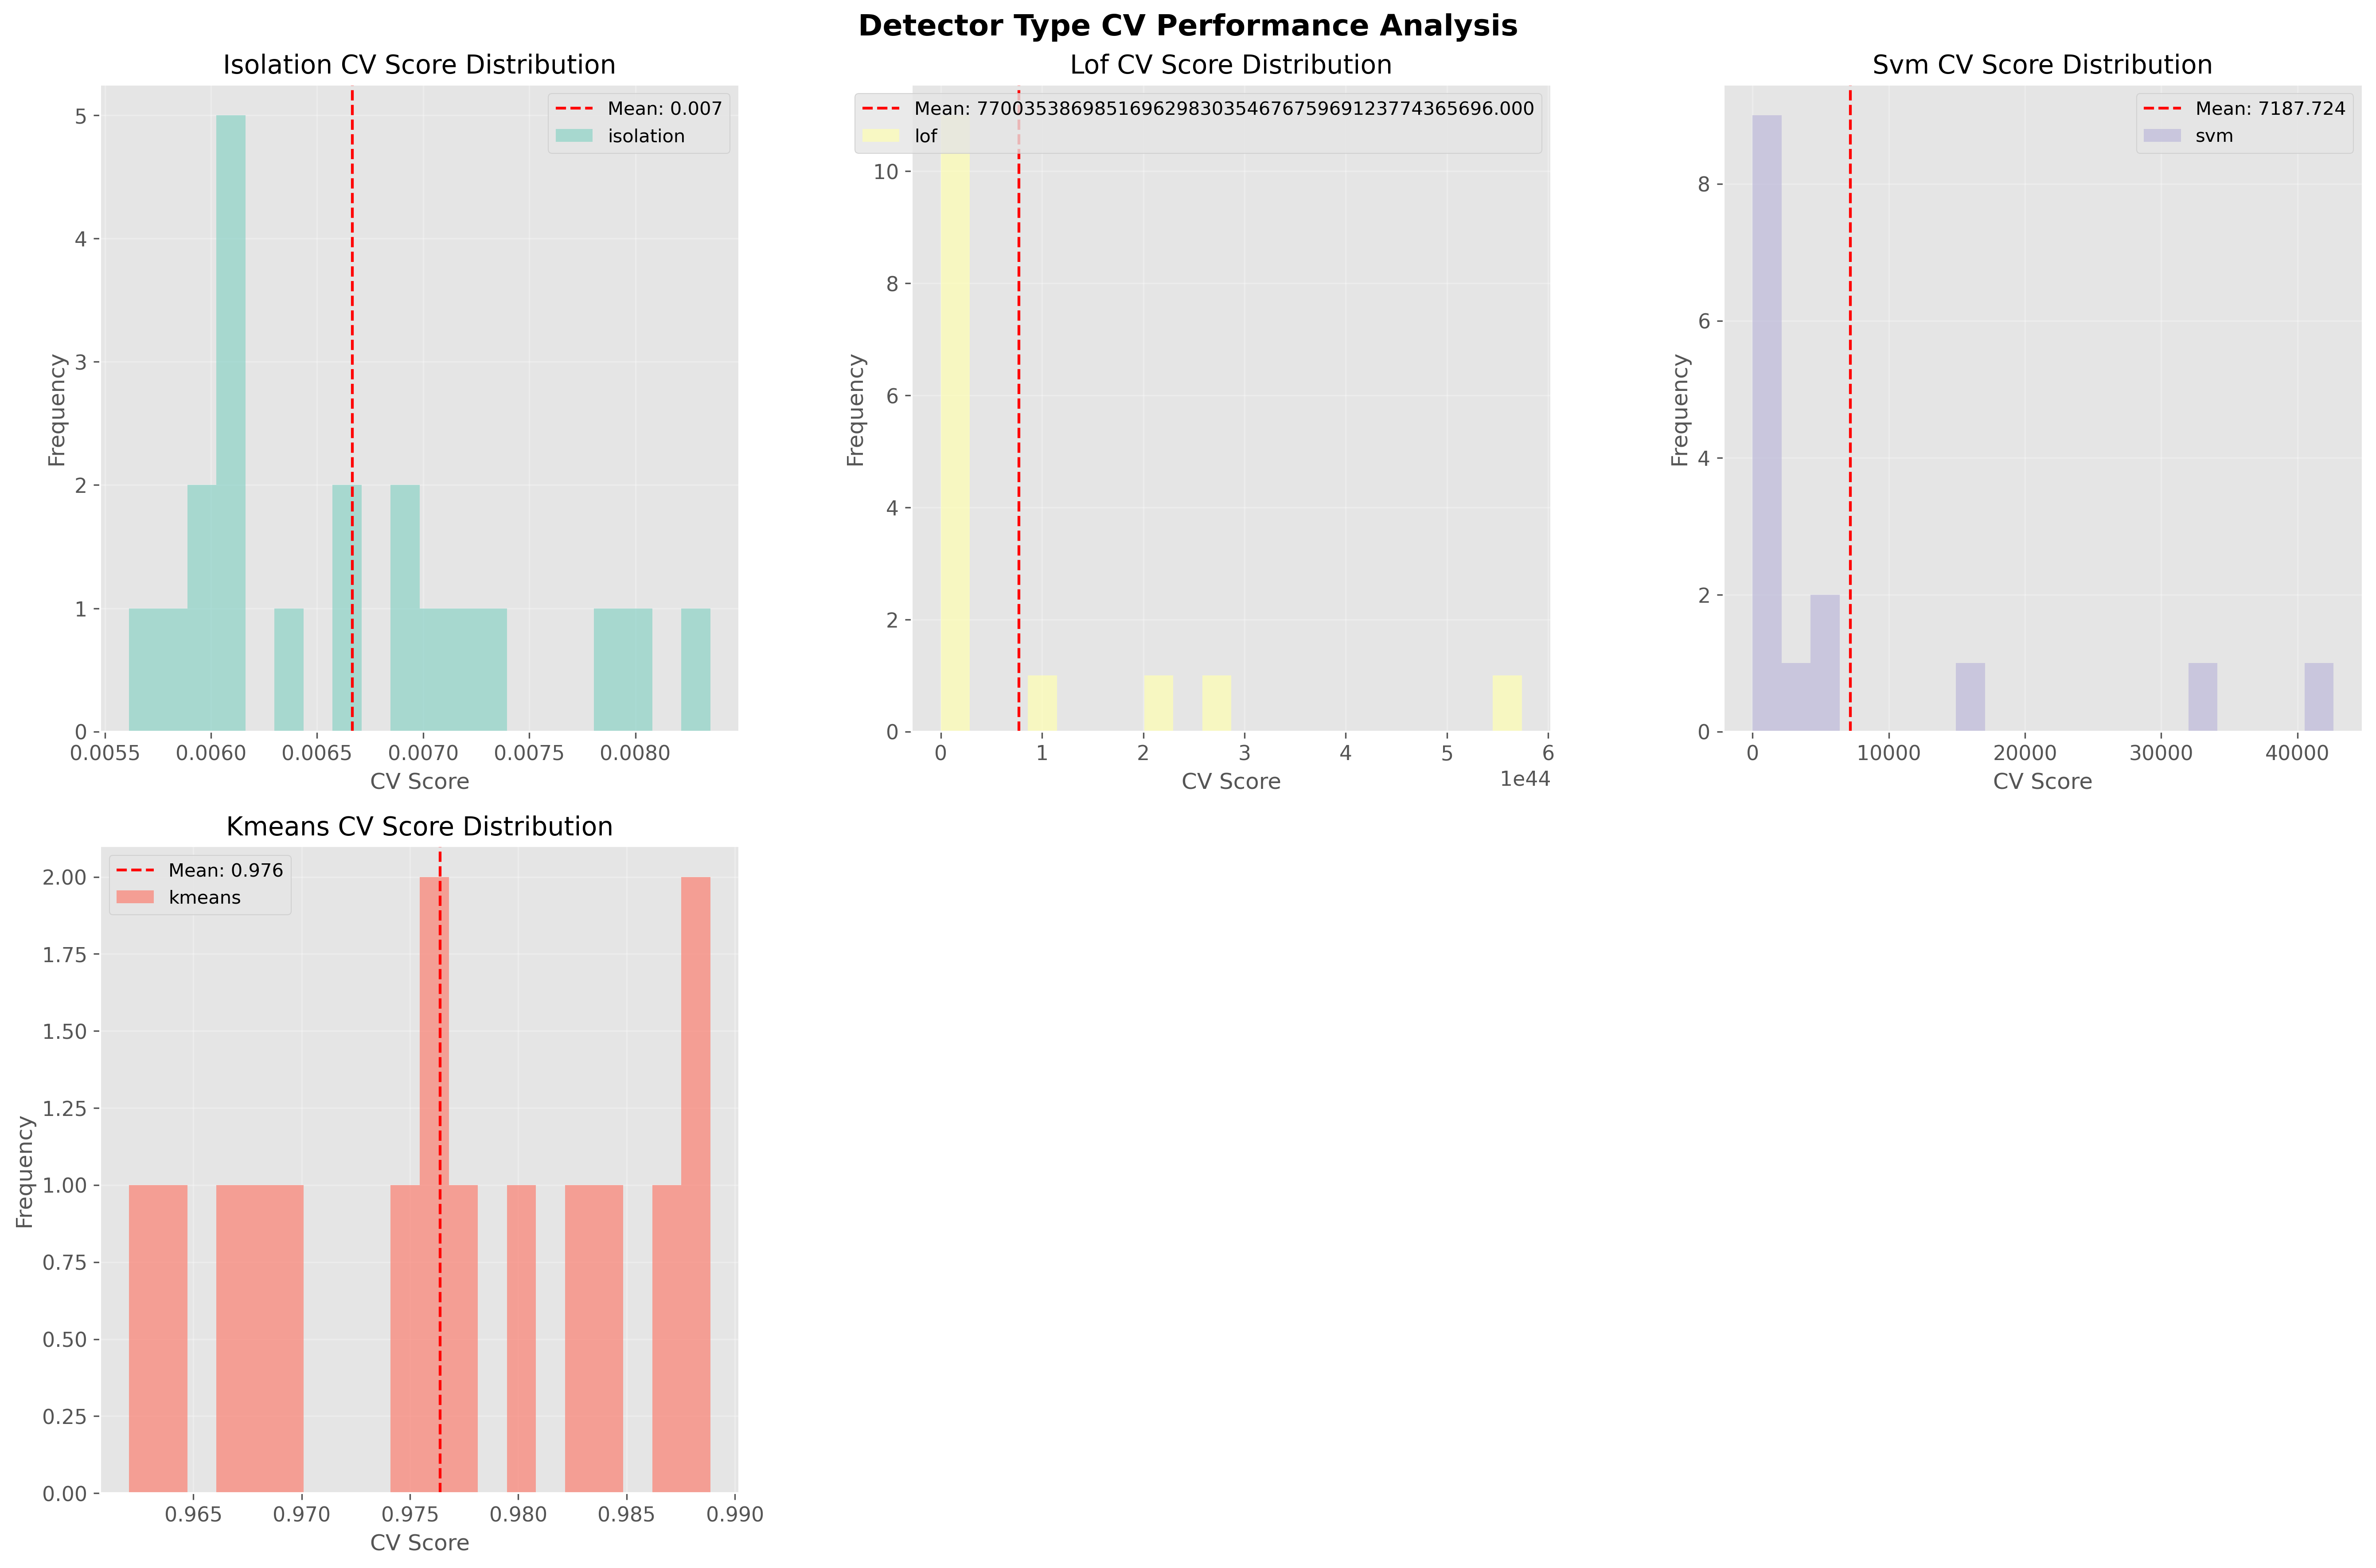 Detector Type CV Performance Analysis
Isolation CV Score Distribution
Mean: 0.007
isolation
Frequency
5
4
3
2
1
0
0.0055 0.0060 0.0065 0.0070 0.0075 0.0080
CV Score
Lof CV Score Distribution
Mean: 77003538698516962983035467675969123774365696.000
lof
Frequency
10
8
6
4
2
0
0 1 2 3 4 5 6
1e44
CV Score
Svm CV Score Distribution
Mean: 7187.724
svm
Frequency
8
6
4
2
0
0 10000 20000 30000 40000
CV Score
Kmeans CV Score Distribution
Mean: 0.976
kmeans
Frequency
2.00
1.75
1.50
1.25
1.00
0.75
0.50
0.25
0.00
0.965 0.970 0.975 0.980 0.985 0.990
CV Score